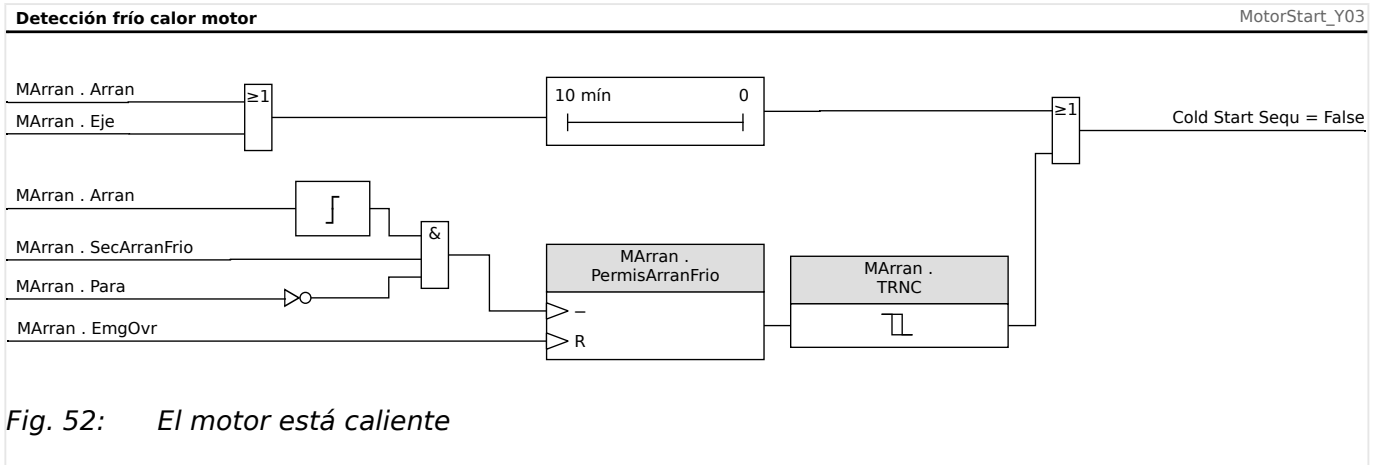 Detección frío calor motor
MotorStart_Y03
MArran . Arran
MArran . Eje
≥1
10 mín
0
≥1
Cold Start Sequ = False
MArran . Arran
MArran . SecArranFrio
MArran . Para
&
MArran . EmgOvr
MArran .
PermisArranFrio
–
R
MArran .
TRNC
Fig. 52: El motor está caliente